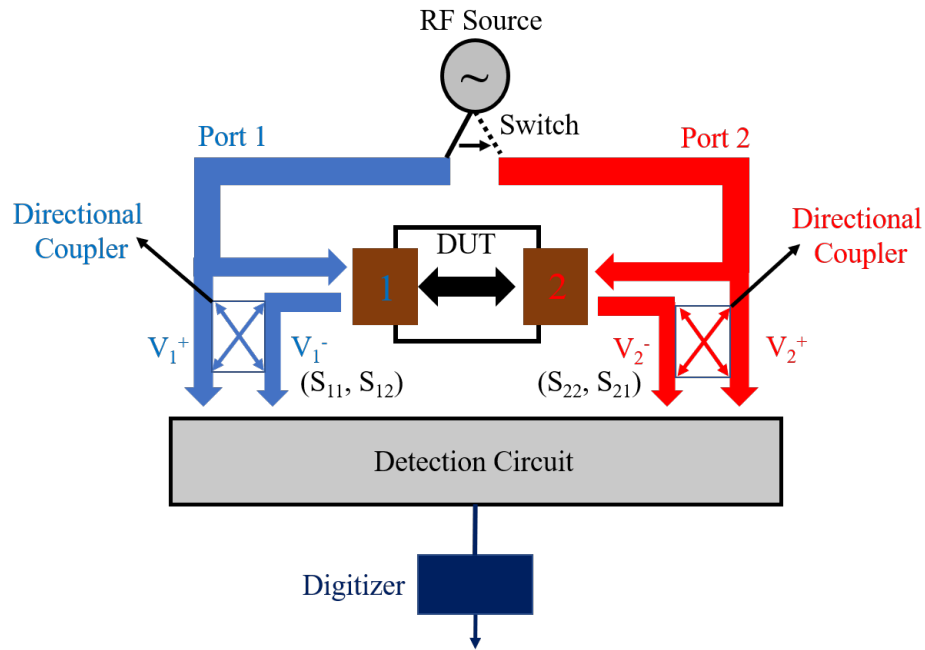 RF Source
~
Switch
Port 1
Port 2
Directional
Coupler
Directional
Coupler
DUT
1
2
V₁⁺
V₁⁻
V₂⁻
V₂⁺
(S₁₁, S₁₂)
(S₂₂, S₂₁)
Detection Circuit
Digitizer